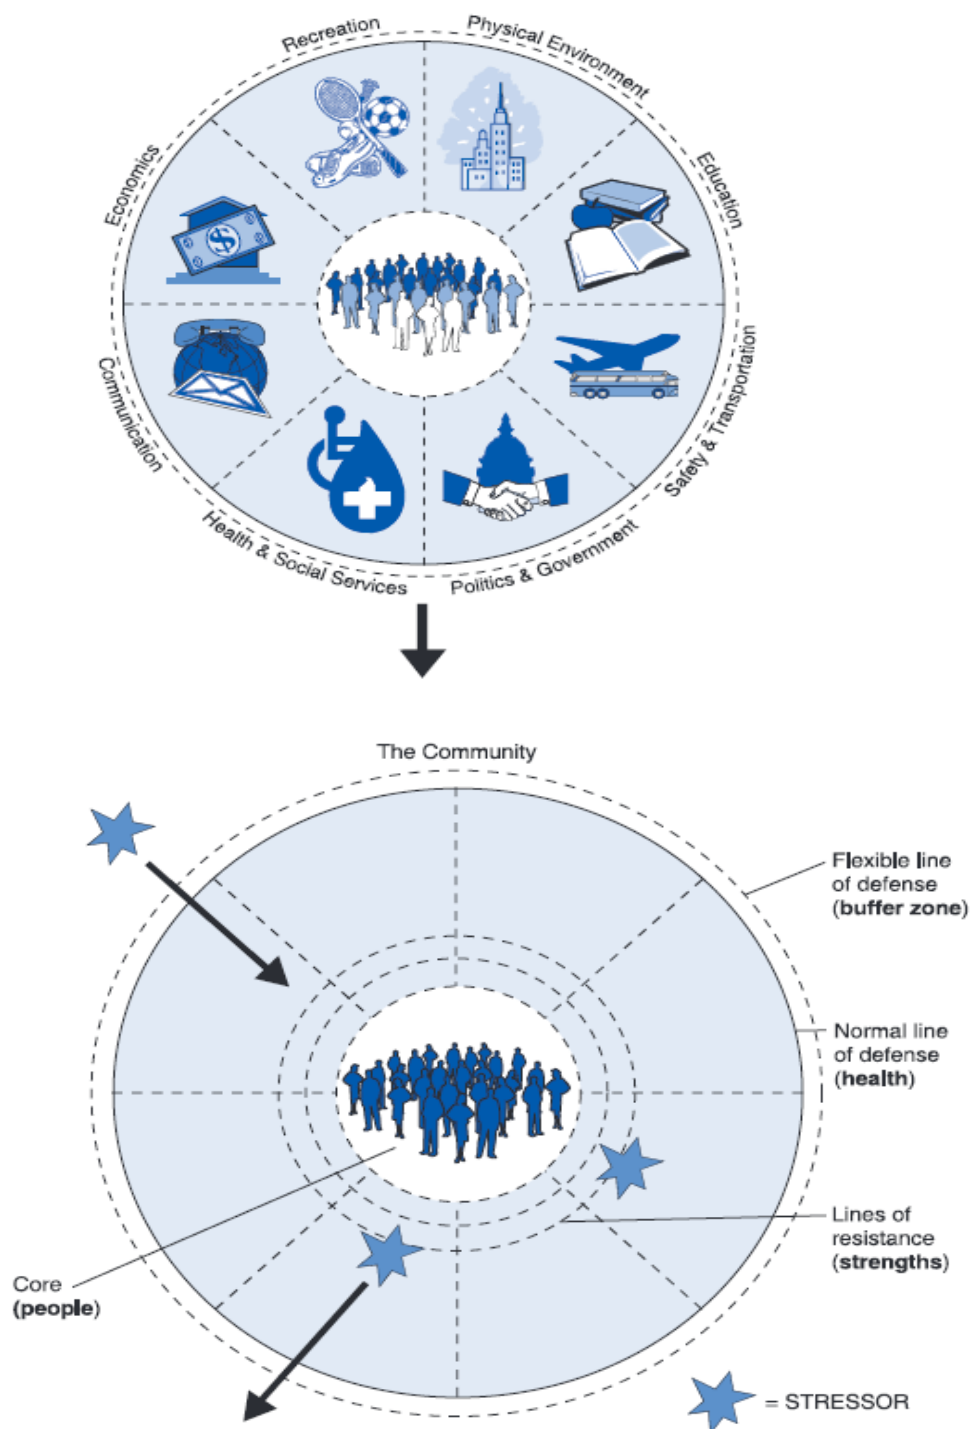 Recreation
Physical Environment
Economics
Education
$
Communication
Safety & Transportation
Health & Social Services
Politics & Government
The Community
Flexible line
of defense
(buffer zone)
Normal line
of defense
(health)
Lines of
resistance
(strengths)
Core
(people)
= STRESSOR